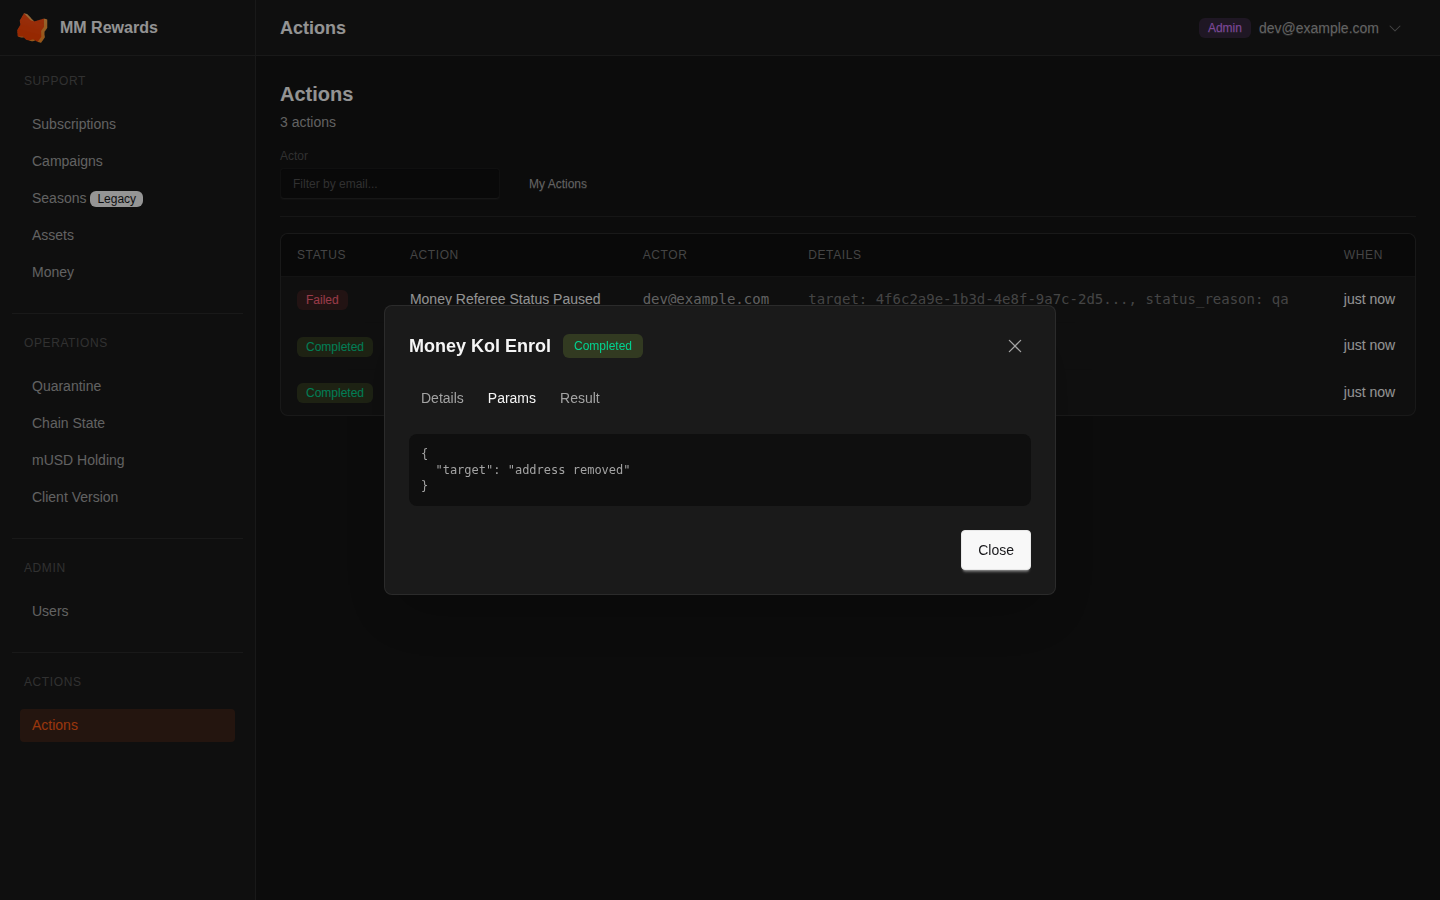 MM Rewards
Actions
Admin
dev@example.com
SUPPORT
Subscriptions
Campaigns
Seasons Legacy
Assets
Money
OPERATIONS
Quarantine
Chain State
mUSD Holding
Client Version
ADMIN
Users
ACTIONS
Actions
Actions
3 actions
Actor
Filter by email...
My Actions
STATUS ACTION ACTOR DETAILS WHEN
Failed Money Referee Status Paused dev@example.com target: 4f6c2a9e-1b3d-4e8f-9a7c-2d5..., status_reason: qa just now
Completed just now
Completed just now
Money Kol Enrol Completed
Details Params Result
{
"target": "address removed"
}
Close